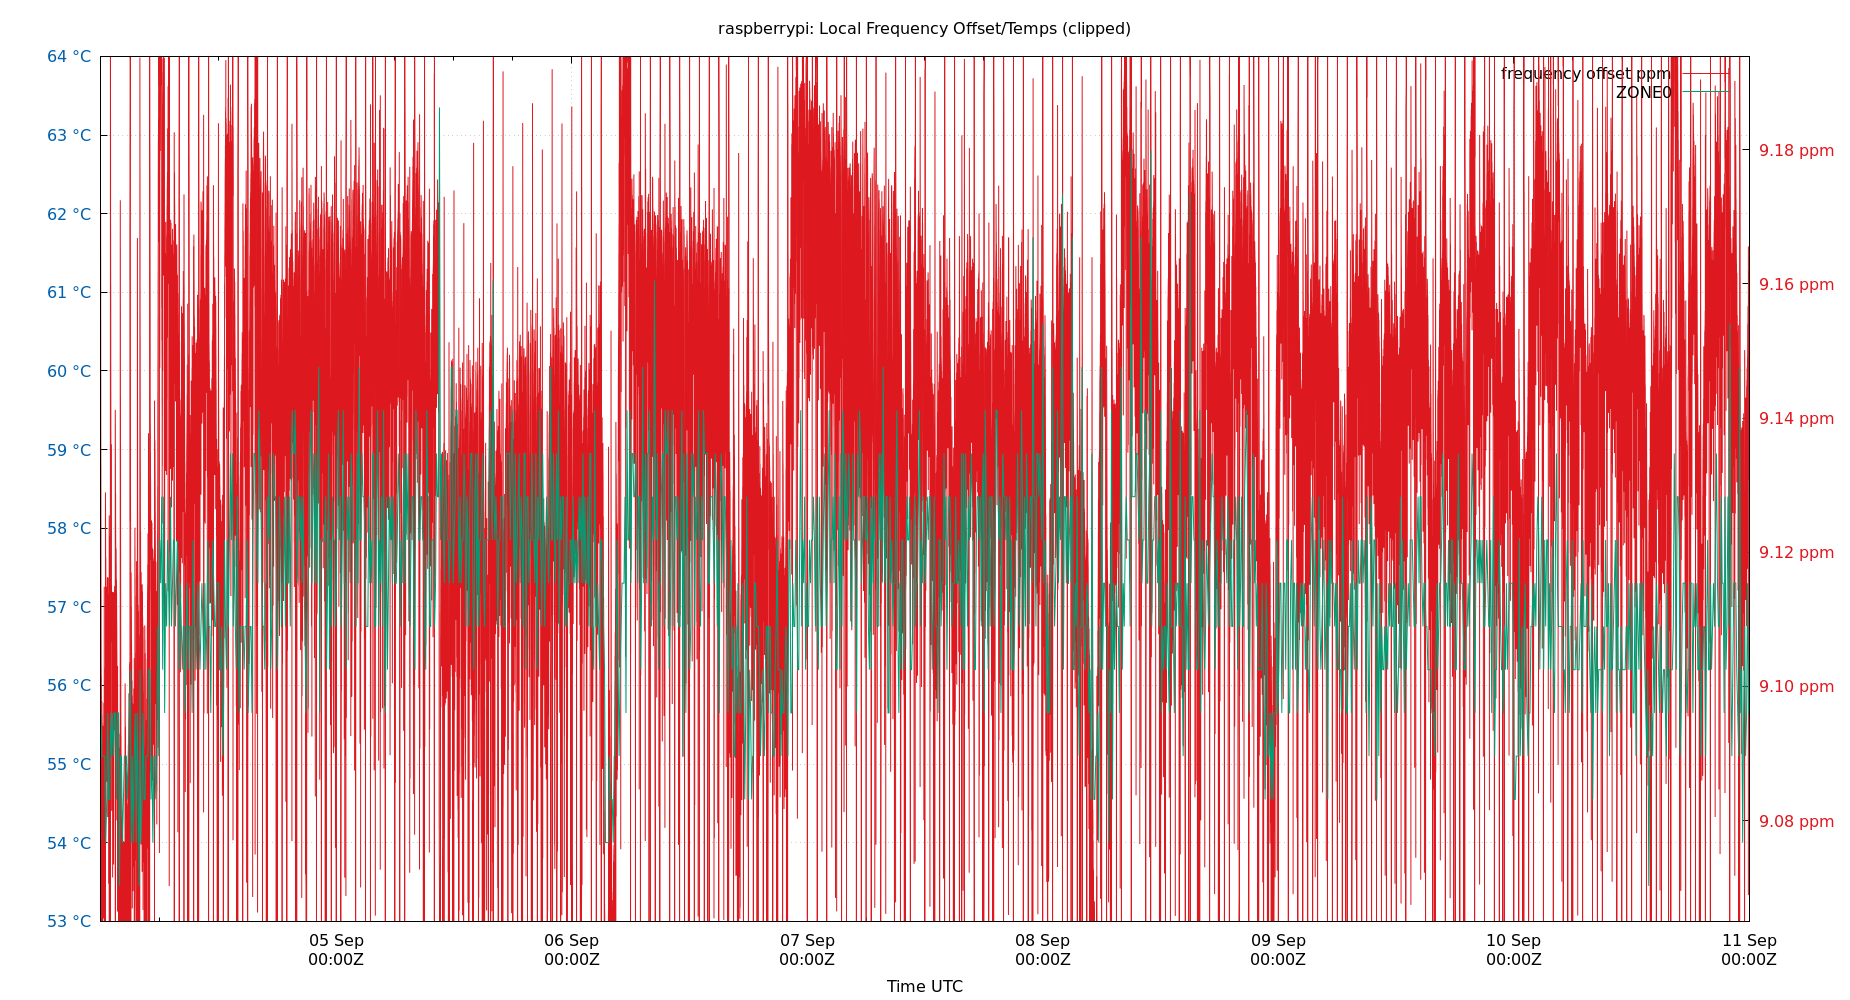 raspberrypi: Local Frequency Offset/Temps (clipped)
64 °C
63 °C
62 °C
61 °C
60 °C
59 °C
58 °C
57 °C
56 °C
55 °C
54 °C
53 °C
frequency offset ppm
ZONE0
9.18 ppm
9.16 ppm
9.14 ppm
9.12 ppm
9.10 ppm
9.08 ppm
05 Sep
00:00Z
06 Sep
00:00Z
07 Sep
00:00Z
08 Sep
00:00Z
09 Sep
00:00Z
10 Sep
00:00Z
11 Sep
00:00Z
Time UTC